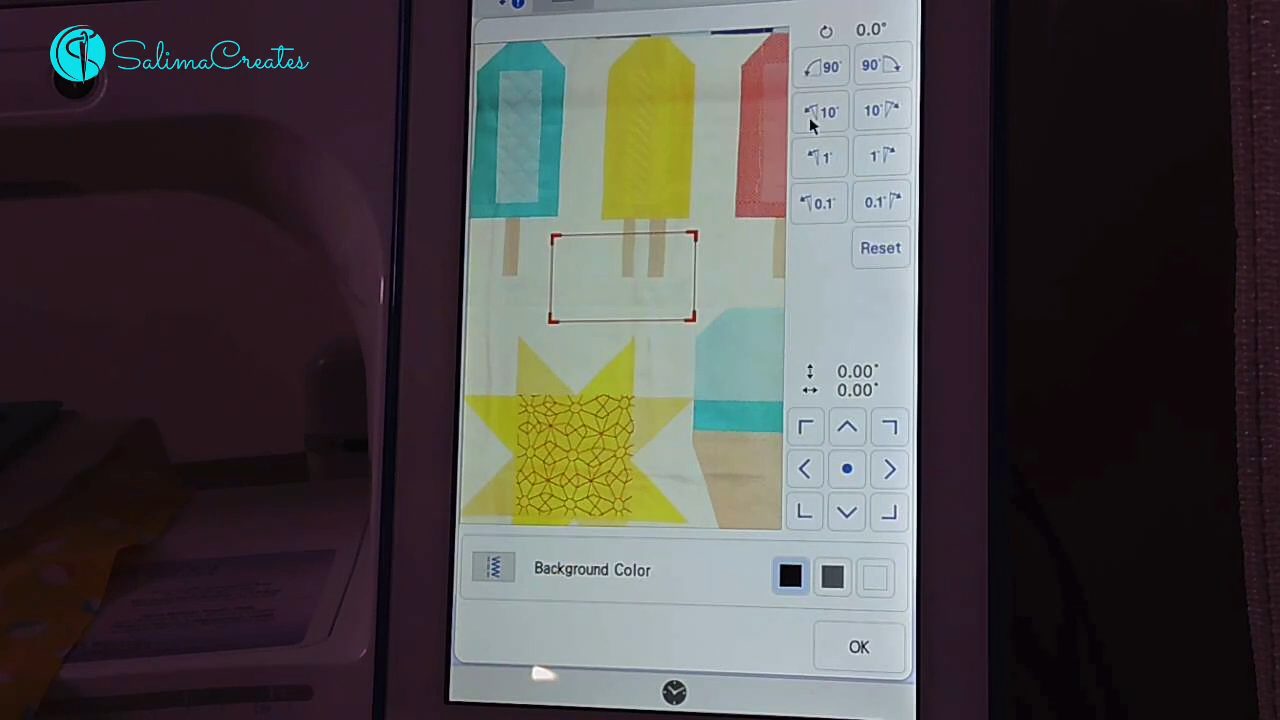 SalimaCreates
0.0°
90° 90°
10° 10°
1° 1°
0.1° 0.1°
Reset
0.00"
0.00"
Background Color
OK